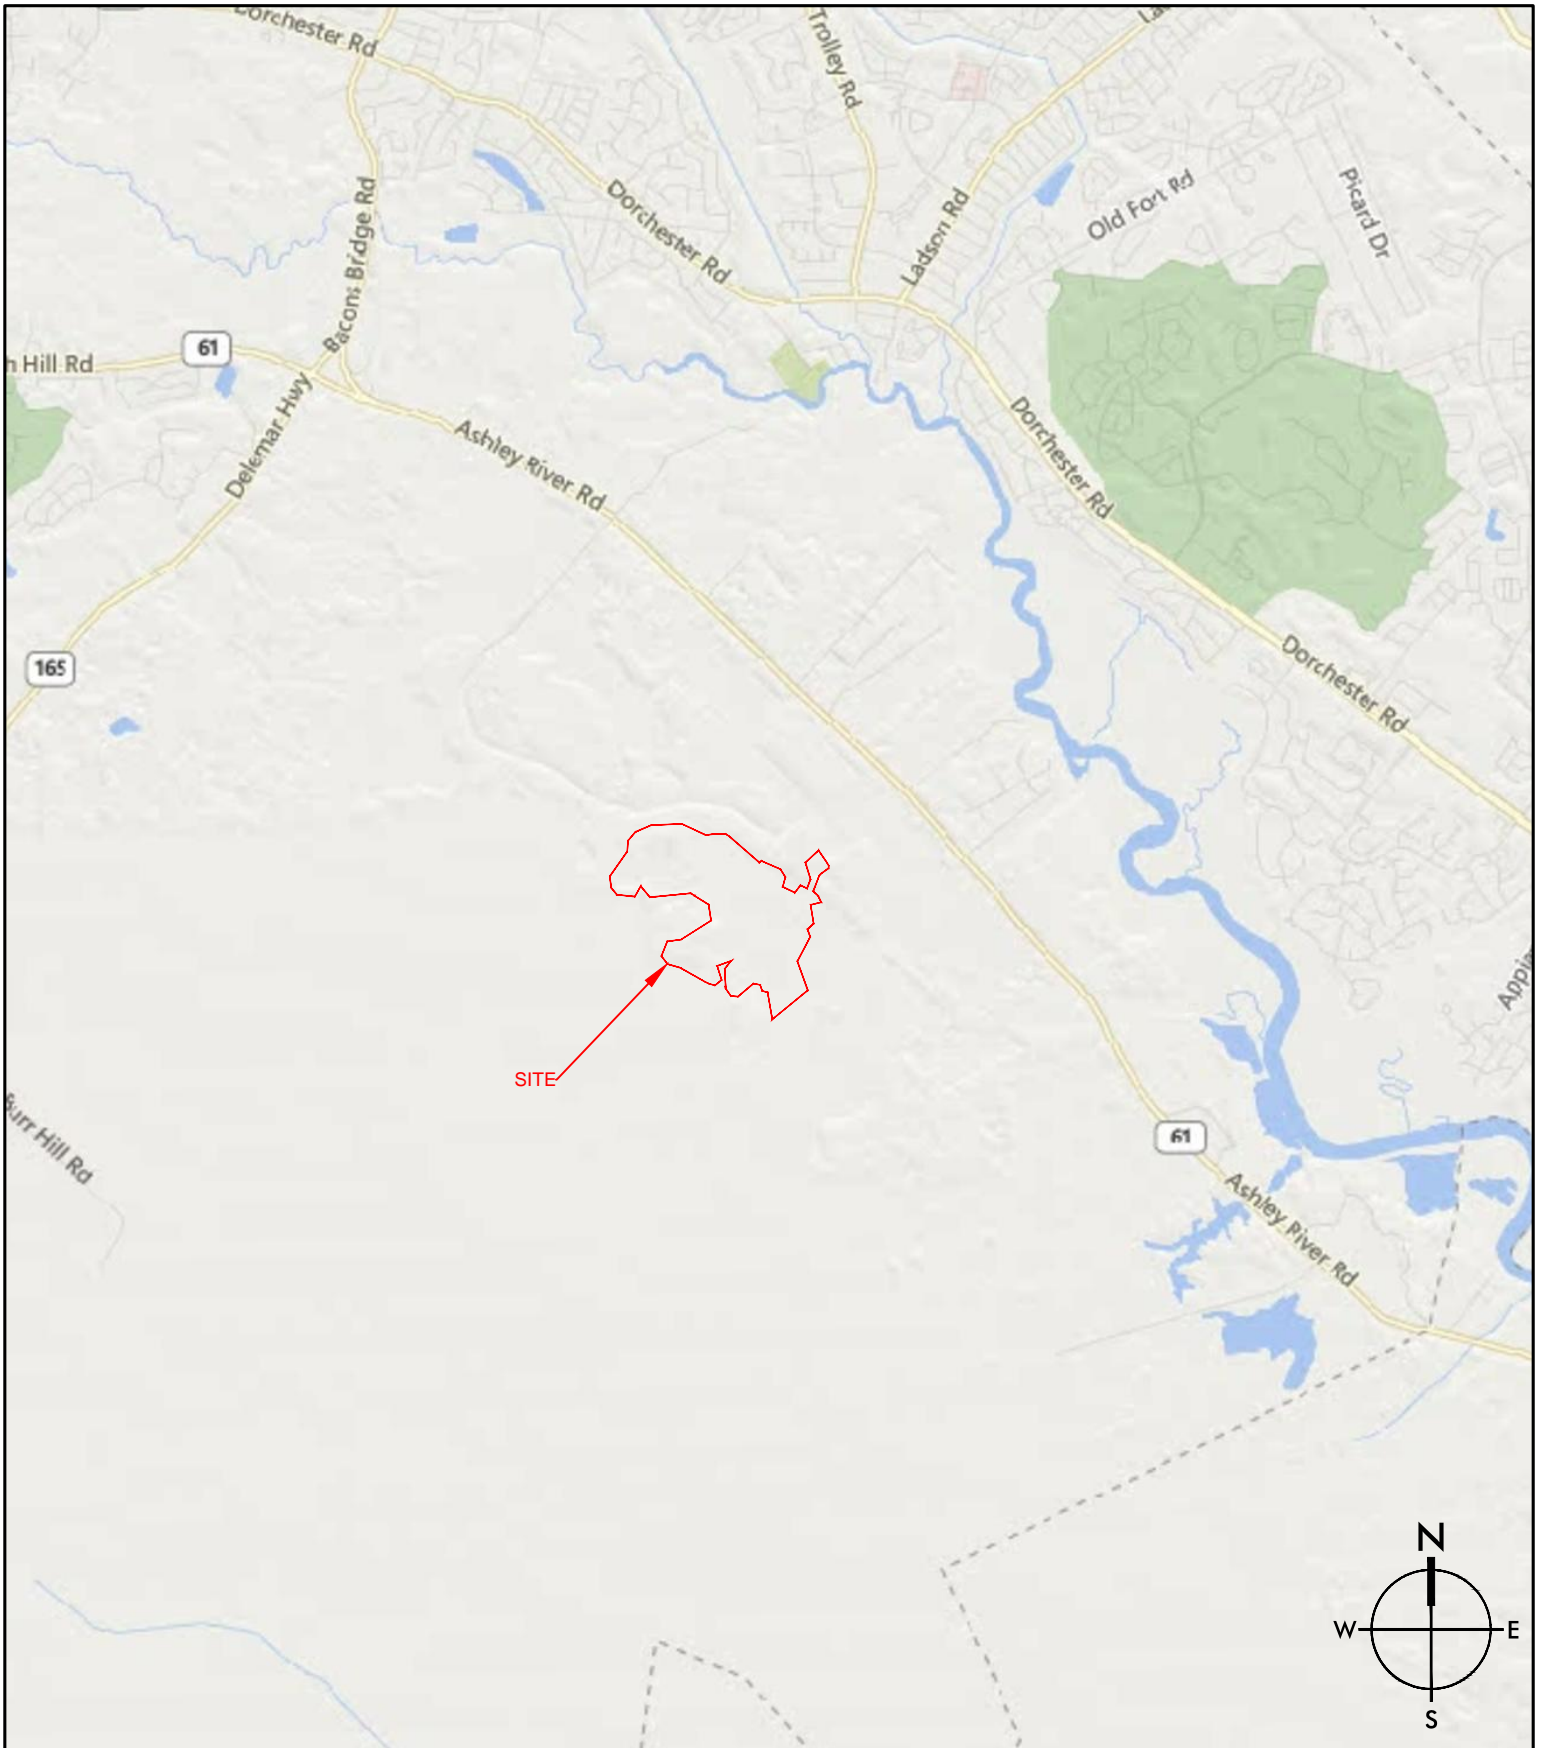 Dorchester Rd
Trolley Rd
Bacons Bridge Rd
Dorchester Rd
Ladson Rd
Old Fort Rd
Picard Dr
61
h Hill Rd
Delemar Hwy
Ashley River Rd
Dorchester Rd
165
Dorchester Rd
SITE
Burr Hill Rd
61
Ashley River Rd
N
W
E
S